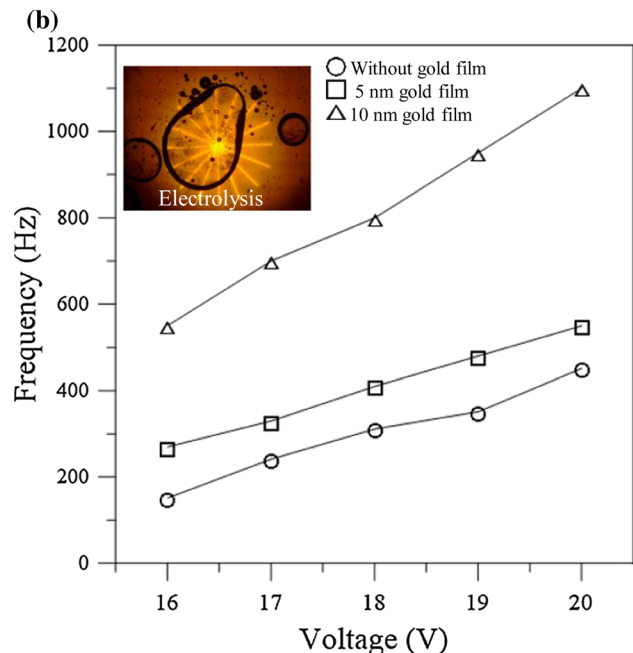 (b)
1200
1000
800
600
400
200
0
Frequency (Hz)
Electrolysis
Without gold film
5 nm gold film
10 nm gold film
16 17 18 19 20
Voltage (V)